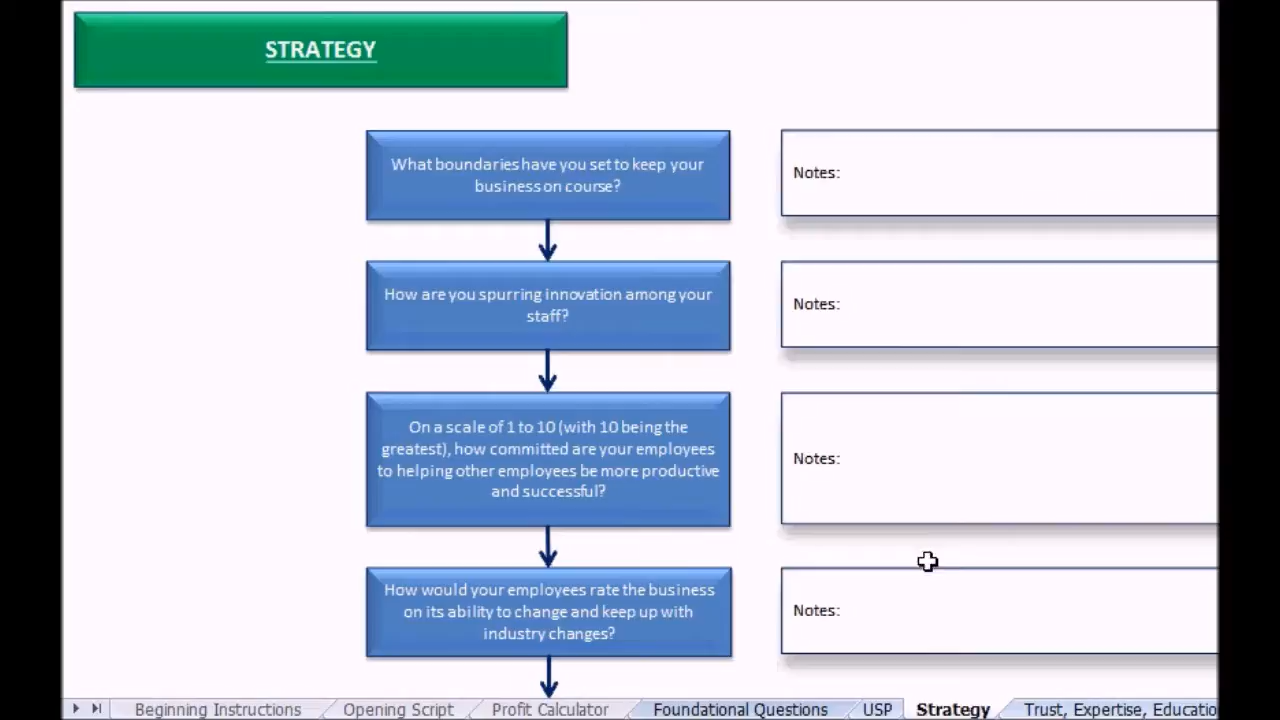 STRATEGY
What boundaries have you set to keep your
business on course?
Notes:
How are you spurring innovation among your
staff?
Notes:
On a scale of 1 to 10 (with 10 being the
greatest), how committed are your employees
to helping other employees be more productive
and successful?
Notes:
How would your employees rate the business
on its ability to change and keep up with
industry changes?
Notes:
Beginning Instructions
Opening Script
Profit Calculator
Foundational Questions
USP
Strategy
Trust, Expertise, Educatio